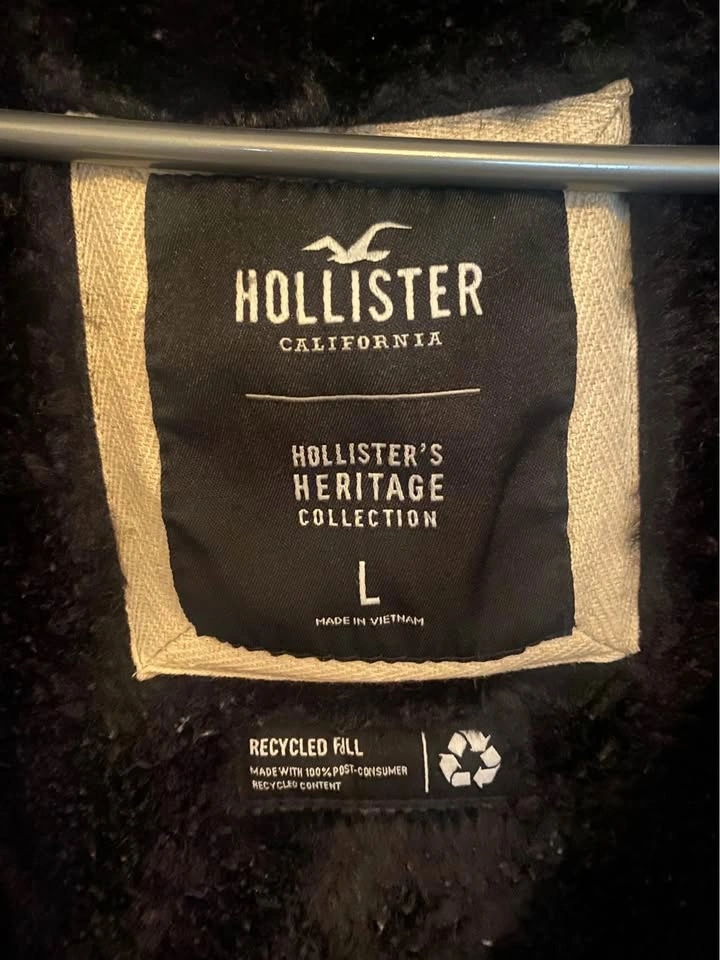 HOLLISTER
CALIFORNIA
HOLLISTER'S
HERITAGE
COLLECTION
L
MADE IN VIETNAM
RECYCLED FILL
MADE WITH 100% POST-CONSUMER
RECYCLED CONTENT